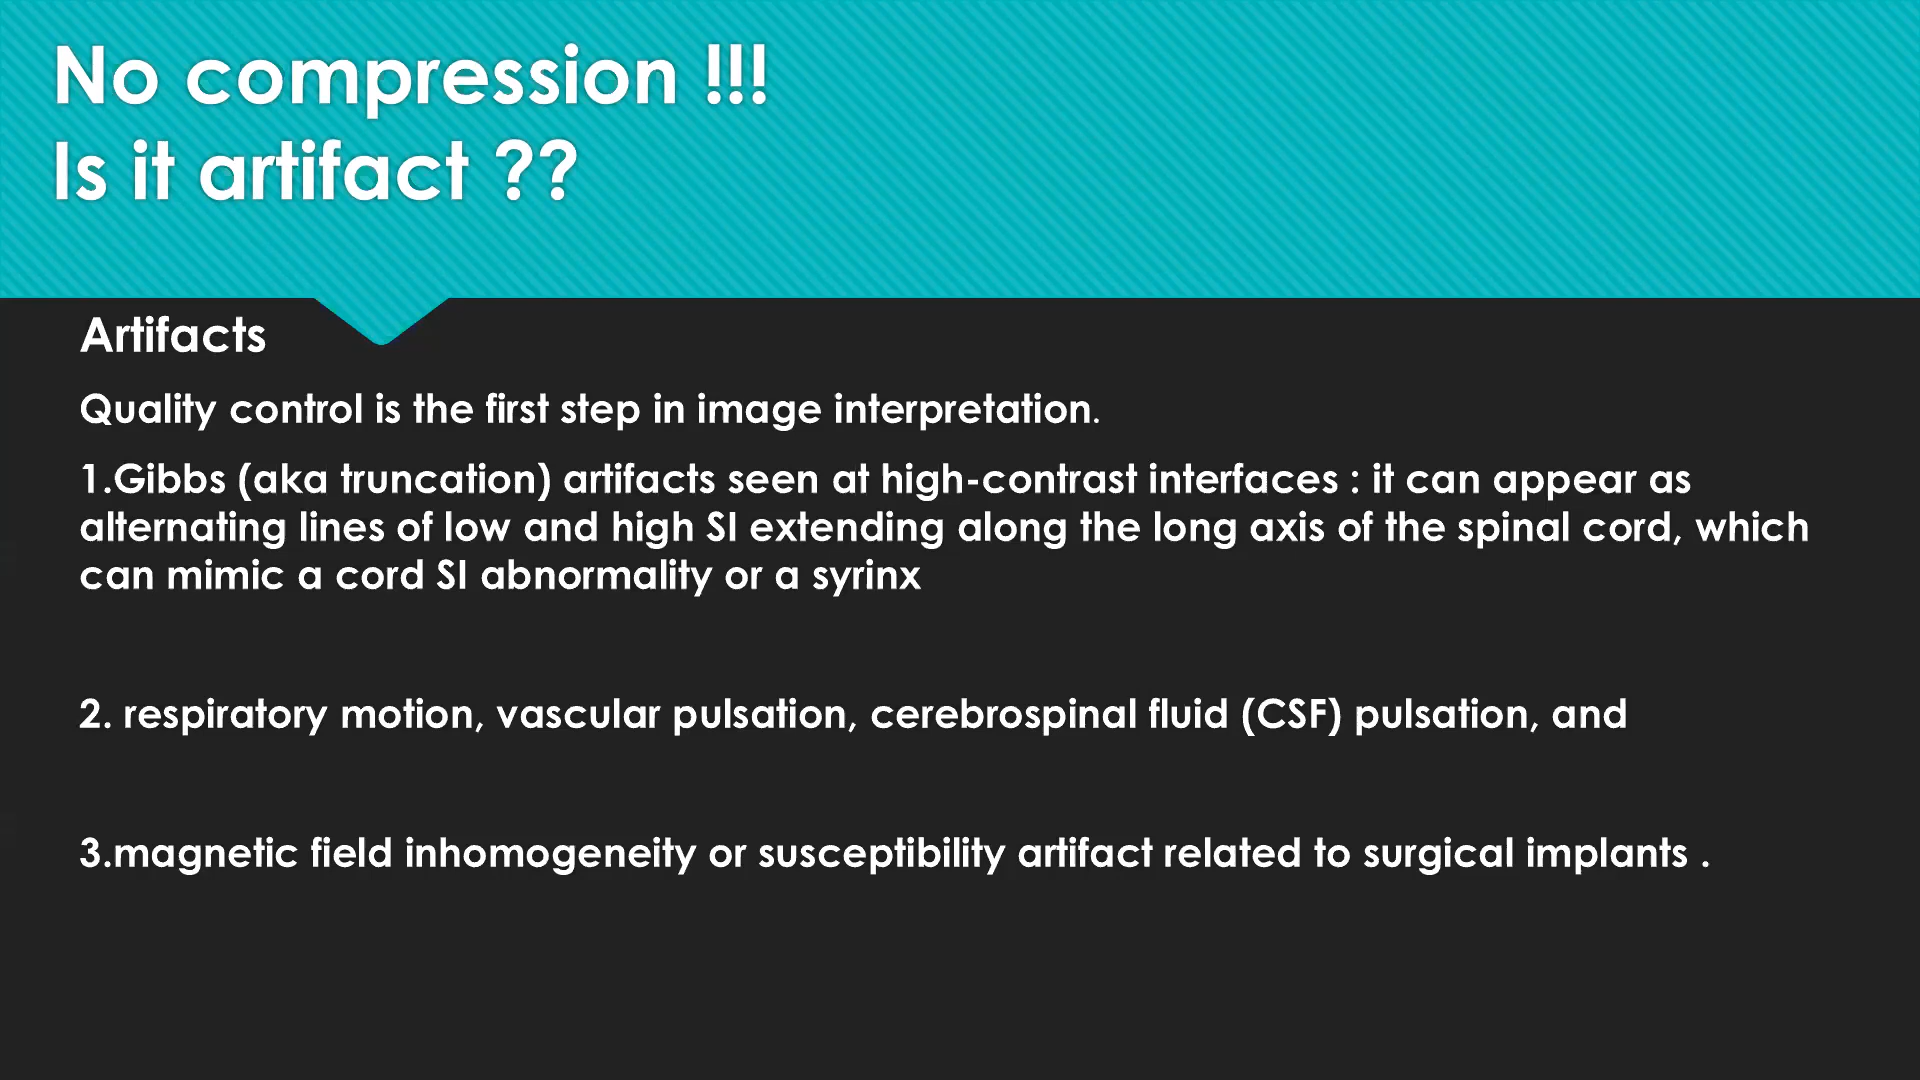 No compression !!!
Is it artifact ??
Artifacts
Quality control is the first step in image interpretation.
1.Gibbs (aka truncation) artifacts seen at high-contrast interfaces : it can appear as
alternating lines of low and high SI extending along the long axis of the spinal cord, which
can mimic a cord SI abnormality or a syrinx
2. respiratory motion, vascular pulsation, cerebrospinal fluid (CSF) pulsation, and
3.magnetic field inhomogeneity or susceptibility artifact related to surgical implants .